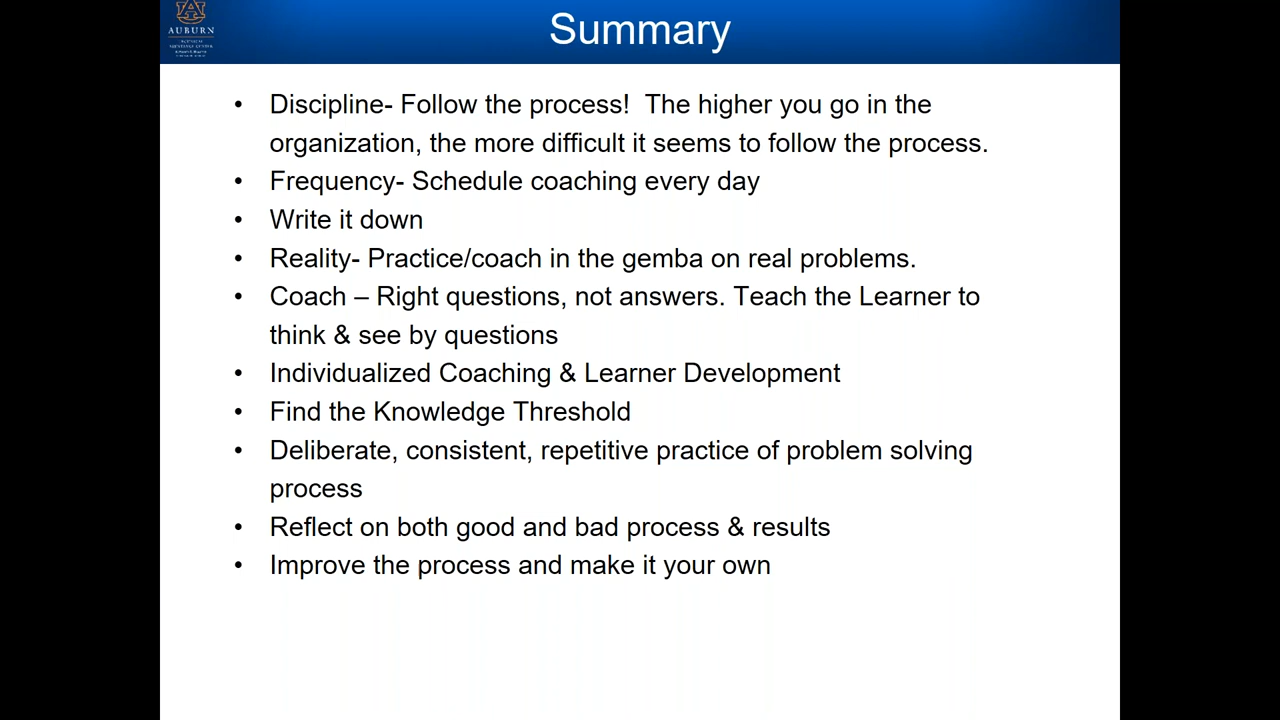 AUBURN
Summary
• Discipline- Follow the process!  The higher you go in the
organization, the more difficult it seems to follow the process.
• Frequency- Schedule coaching every day
• Write it down
• Reality- Practice/coach in the gemba on real problems.
• Coach – Right questions, not answers. Teach the Learner to
think & see by questions
• Individualized Coaching & Learner Development
• Find the Knowledge Threshold
• Deliberate, consistent, repetitive practice of problem solving
process
• Reflect on both good and bad process & results
• Improve the process and make it your own